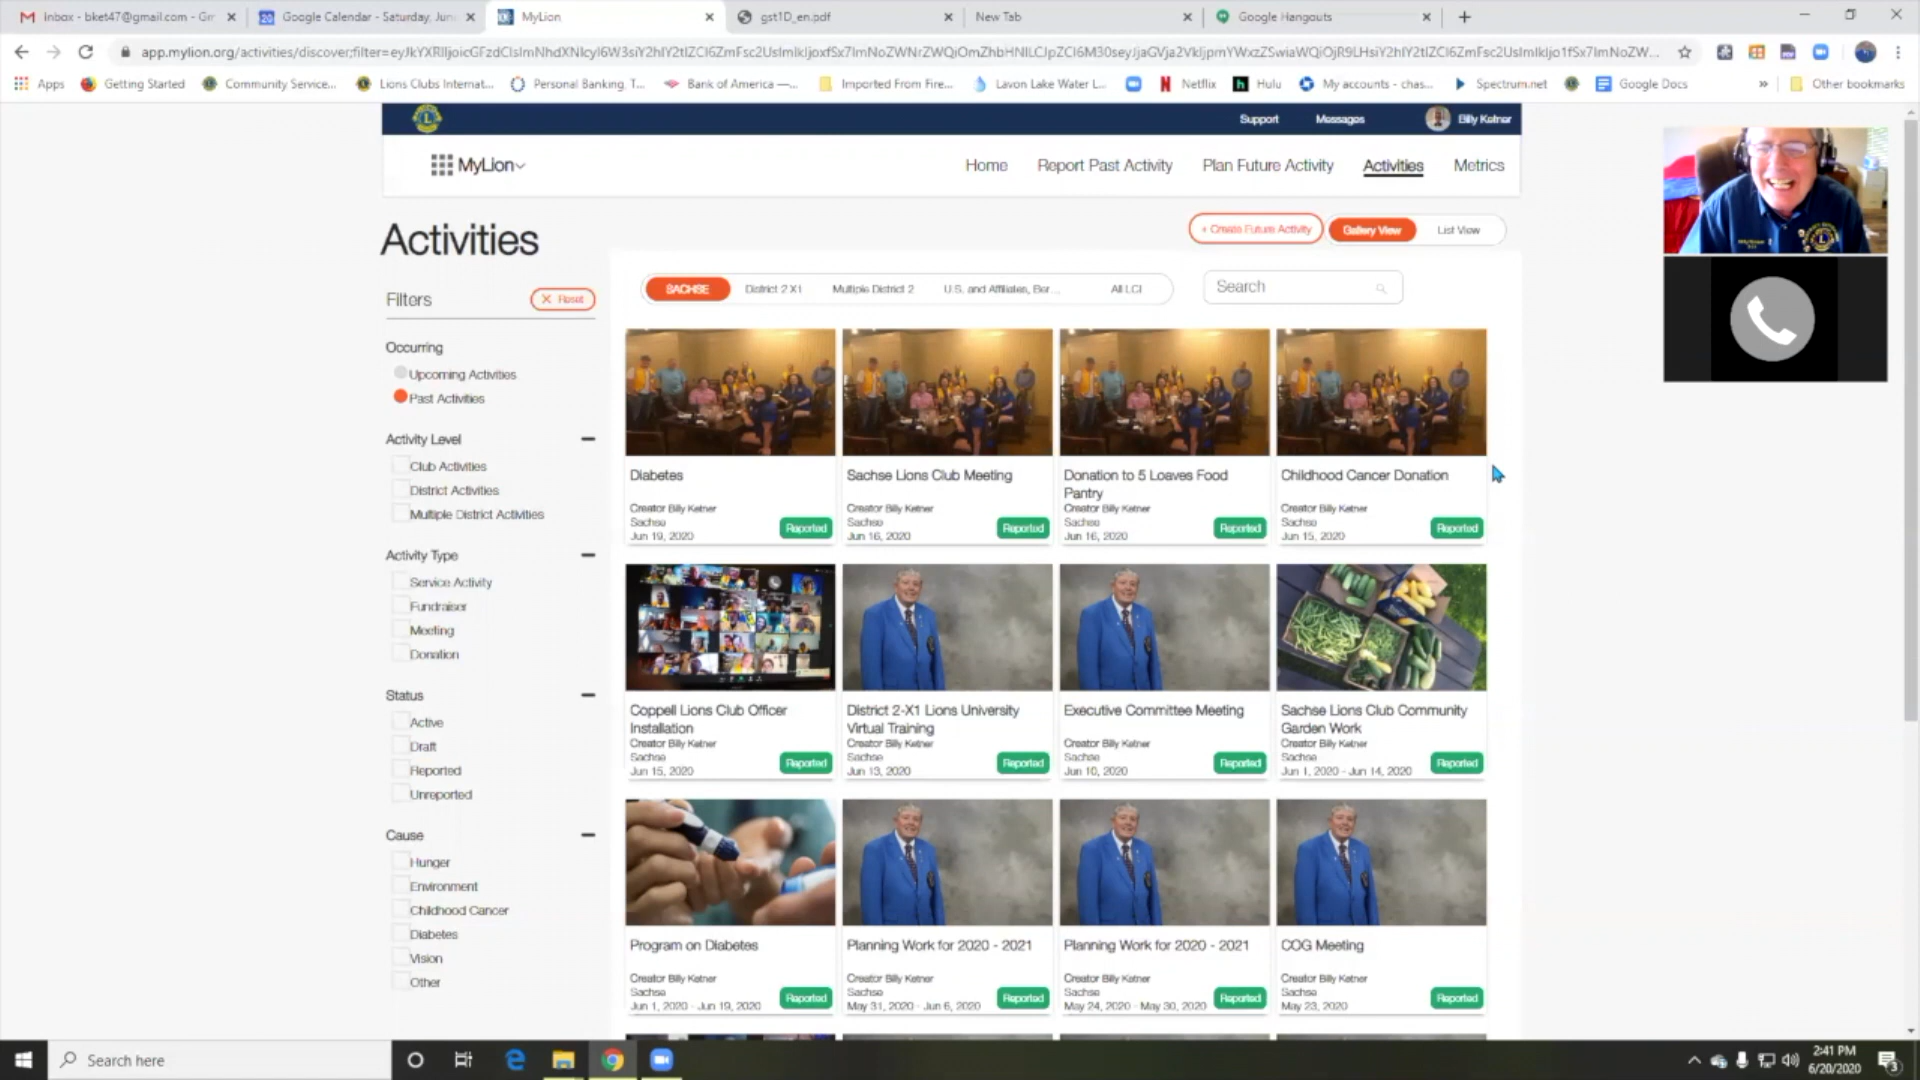 Inbox - bket47@gmail.com - Gm
Google Calendar - Saturday, Jun
MyLion
gst1D_en.pdf
New Tab
Google Hangouts
Apps
Getting Started
Community Service...
Lions Clubs Internat...
Personal Banking, T...
Bank of America —...
Imported From Fire...
Lavon Lake Water L...
Netflix
Hulu
My accounts - chas...
Spectrum.net
Google Docs
»
Other bookmarks
Support
Messages
Billy Ketner
MyLion
Home
Report Past Activity
Plan Future Activity
Activities
Metrics
Activities
+ Create Future Activity
Gallery View
List View
Filters
X Reset
SACHSE
District 2 X1
Multiple District 2
U.S. and Affiliates, Ber...
All LCI
Search
Occurring
Upcoming Activities
Past Activities
Activity Level
Club Activities
District Activities
Multiple District Activities
Activity Type
Service Activity
Fundraiser
Meeting
Donation
Status
Active
Draft
Reported
Unreported
Cause
Hunger
Environment
Childhood Cancer
Diabetes
Vision
Other
Diabetes
Creator Billy Ketner
Sachse
Jun 19, 2020
Reported
Sachse Lions Club Meeting
Creator Billy Ketner
Sachse
Jun 16, 2020
Reported
Donation to 5 Loaves Food
Pantry
Creator Billy Ketner
Sachse
Jun 16, 2020
Reported
Childhood Cancer Donation
Creator Billy Ketner
Sachse
Jun 15, 2020
Reported
Coppell Lions Club Officer
Installation
Creator Billy Ketner
Sachse
Jun 15, 2020
Reported
District 2-X1 Lions University
Virtual Training
Creator Billy Ketner
Sachse
Jun 13, 2020
Reported
Executive Committee Meeting
Creator Billy Ketner
Sachse
Jun 10, 2020
Reported
Sachse Lions Club Community
Garden Work
Creator Billy Ketner
Sachse
Jun 1, 2020 - Jun 14, 2020
Reported
Program on Diabetes
Creator Billy Ketner
Sachse
Jun 1, 2020 - Jun 19, 2020
Reported
Planning Work for 2020 - 2021
Creator Billy Ketner
Sachse
May 31, 2020 - Jun 6, 2020
Reported
Planning Work for 2020 - 2021
Creator Billy Ketner
Sachse
May 24, 2020 - May 30, 2020
Reported
COG Meeting
Creator Billy Ketner
Sachse
May 23, 2020
Reported
Search here
2:41 PM
6/20/2020
3